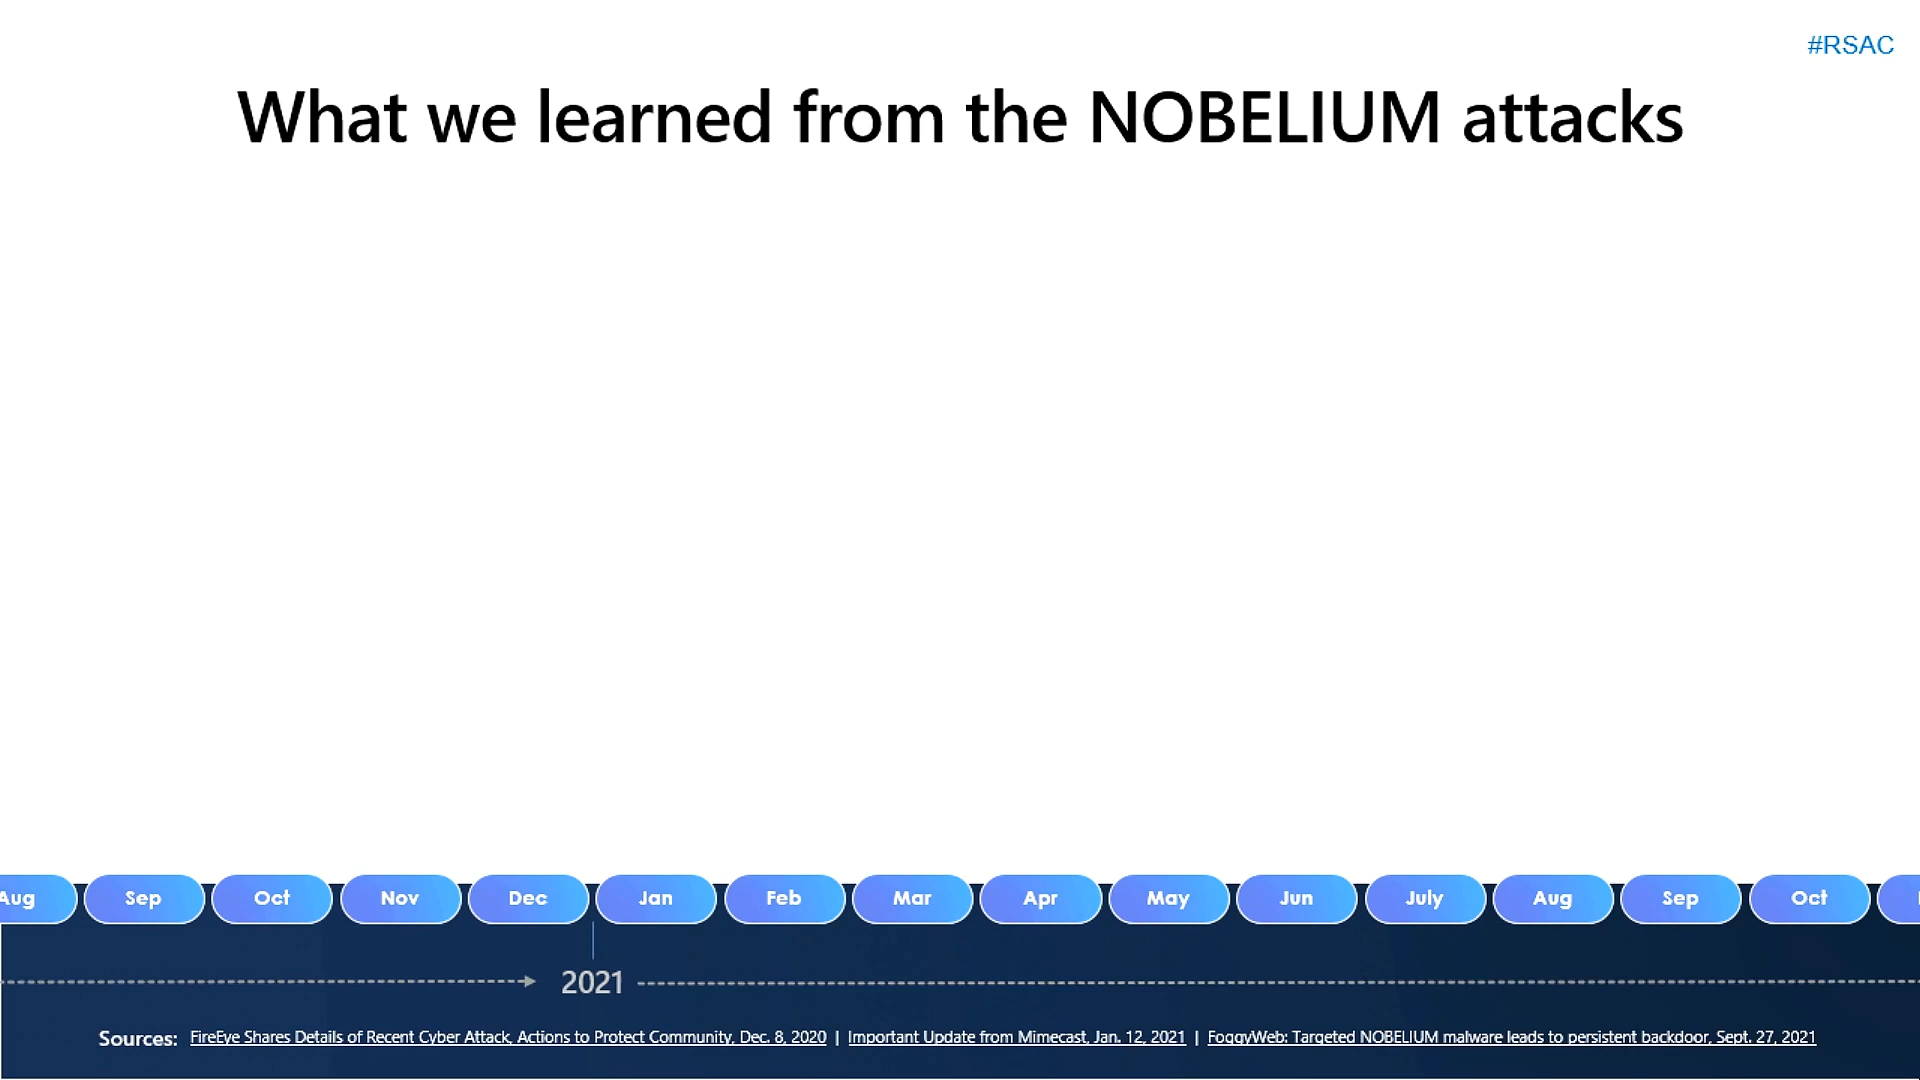 #RSAC
What we learned from the NOBELIUM attacks
Aug Sep Oct Nov Dec Jan Feb Mar Apr May Jun July Aug Sep Oct
2021
Sources: FireEye Shares Details of Recent Cyber Attack, Actions to Protect Community, Dec. 8, 2020 | Important Update from Mimecast, Jan. 12, 2021 | FoggyWeb: Targeted NOBELIUM malware leads to persistent backdoor, Sept. 27, 2021